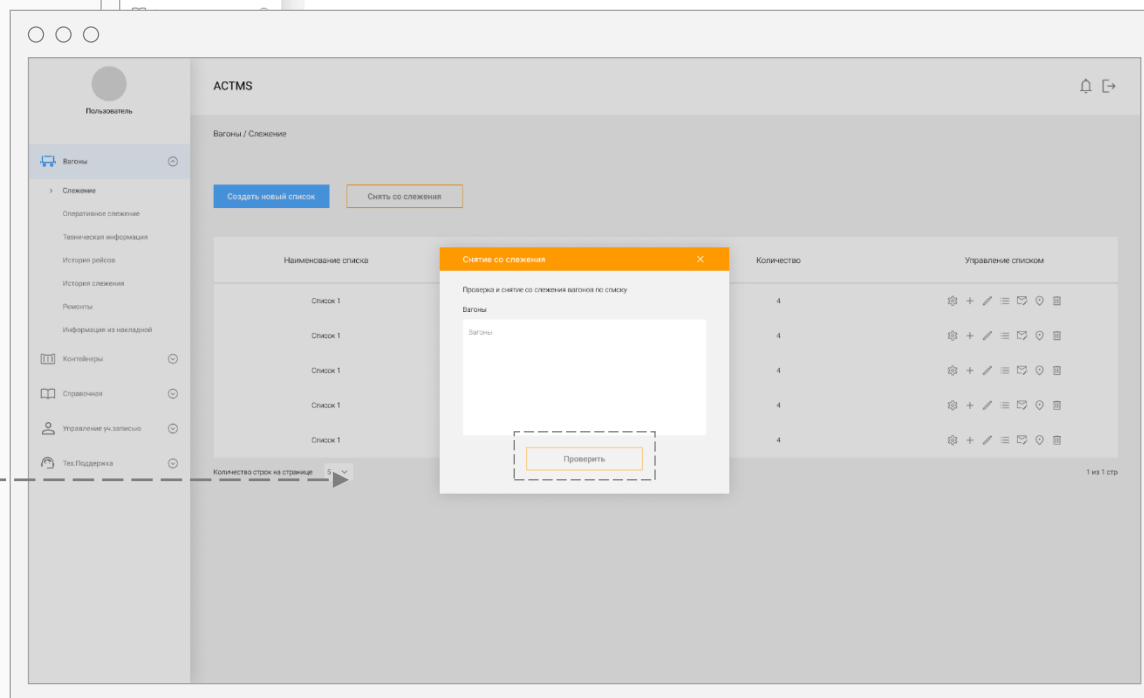 Пользователь
ACTMS
Вагоны / Слежение
Вагоны
Слежение
Оперативное слежение
Техническая информация
История рейсов
История слежения
Ремонты
Информация из накладной
Контейнеры
Справочная
Управление уч.записью
Тех.Поддержка
Создать новый список
Снять со слежения
Наименование списка
Количество
Управление списком
Список 1
4
Список 1
4
Список 1
4
Список 1
4
Список 1
4
Количество строк на странице 5
1 из 1 стр
Снятие со слежения
Проверка и снятие со слежения вагонов по списку
Вагоны
Вагоны
Проверить